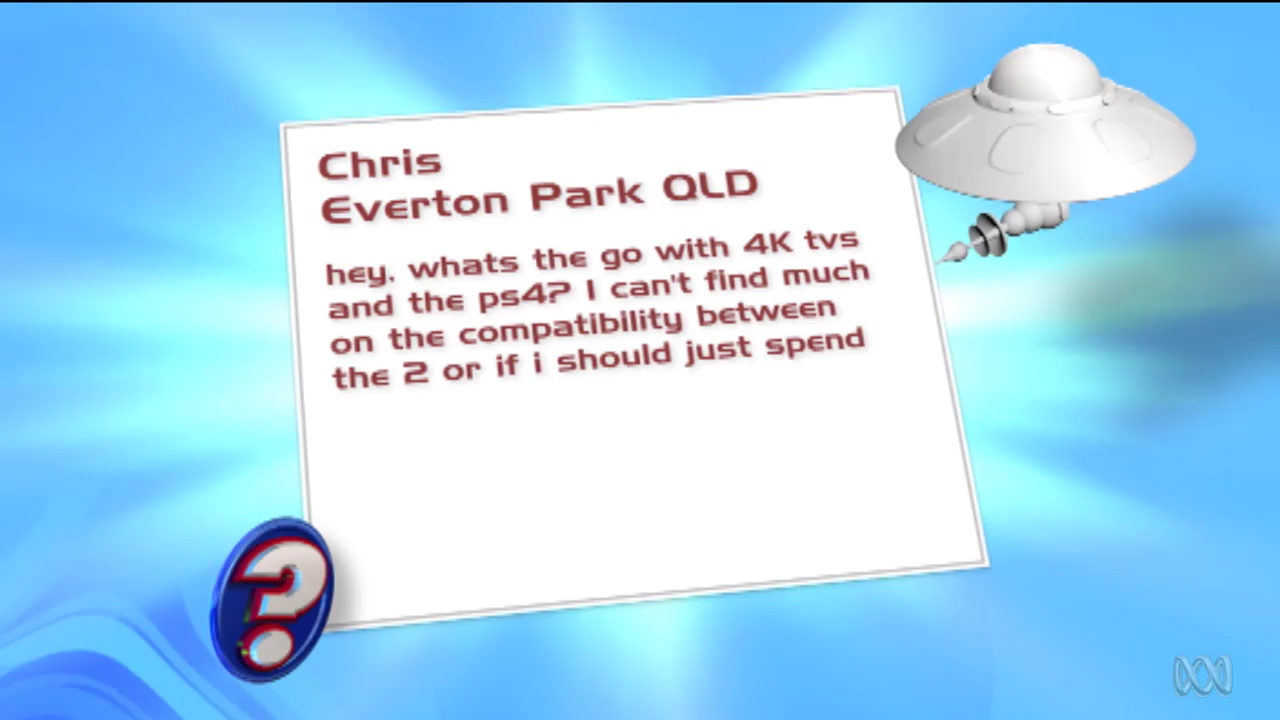 Chris
Everton Park QLD
hey. whats the go with 4K tvs
and the ps4? I can't find much
on the compatibility between
the 2 or if i should just spend
?